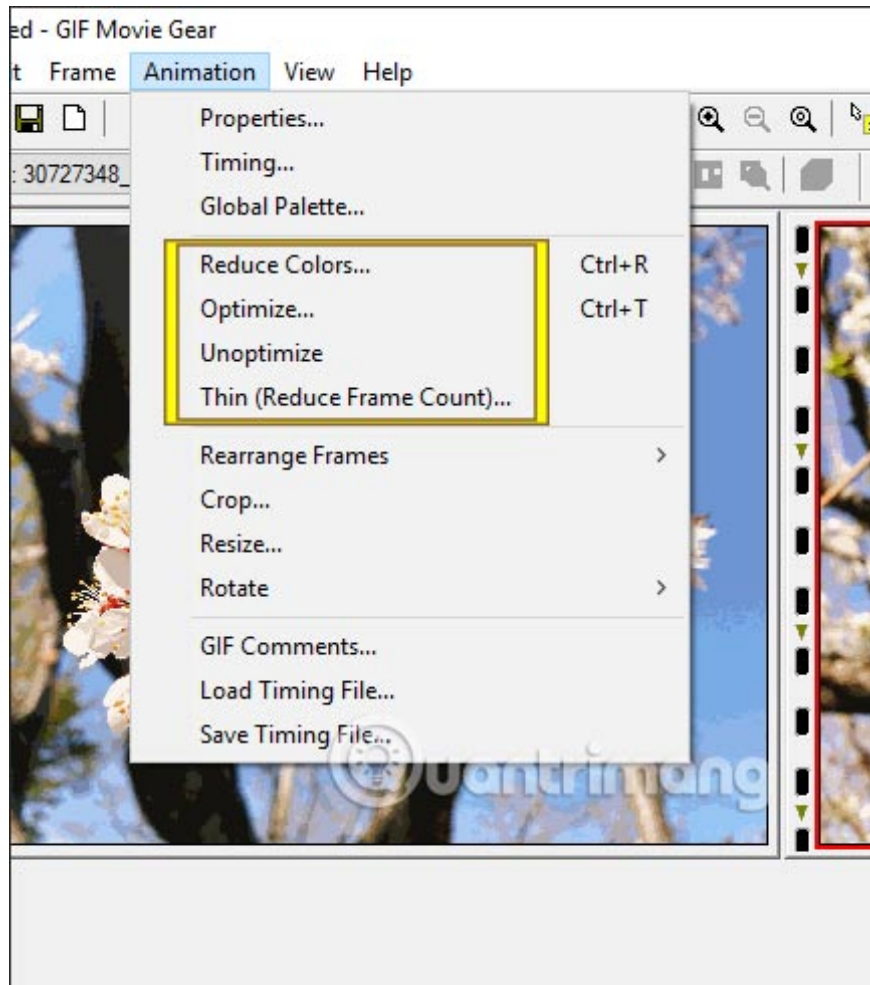 ed - GIF Movie Gear
t Frame Animation View Help
: 30727348_
Properties...
Timing...
Global Palette...
Reduce Colors... Ctrl+R
Optimize... Ctrl+T
Unoptimize
Thin (Reduce Frame Count)...
Rearrange Frames
Crop...
Resize...
Rotate
GIF Comments...
Load Timing File...
Save Timing File...
Quantrimang